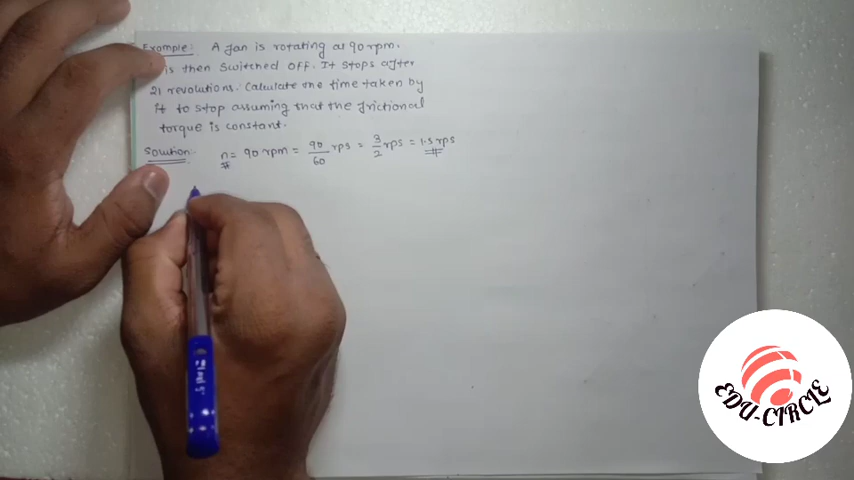 Example: A fan is rotating at 90 rpm.
is then switched OFF. It stops after
21 revolutions. Calculate the time taken by
it to stop assuming that the frictional
torque is constant.
Solution: n = 90 rpm = 90/60 rps = 3/2 rps = 1.5 rps
EDU-CIRCLE